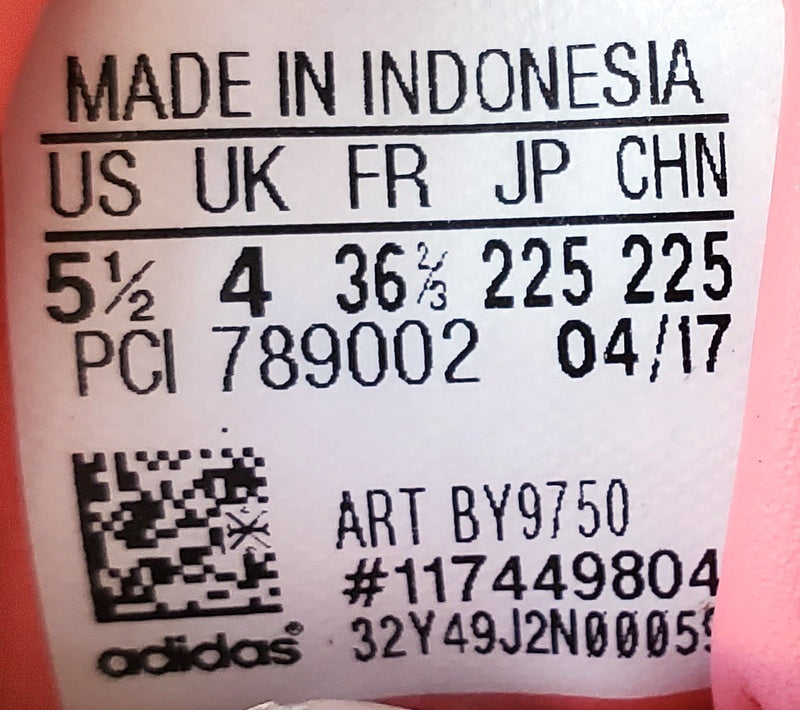 MADE IN INDONESIA
US UK FR JP CHN
5½ 4 36⅔ 225 225
PCI 789002 04/17
ART BY9750
#117449804
adidas®